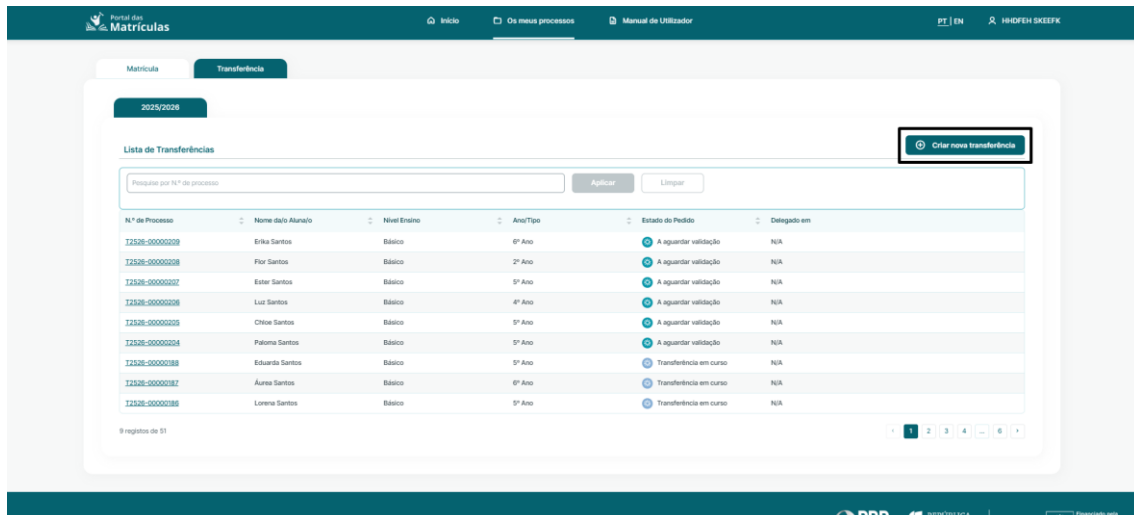 Portal das
Matrículas
Início
Os meus processos
Manual de Utilizador
PT | EN
HHDFEH SKEEFK
Matrícula
Transferência
2025/2026
Lista de Transferências
Criar nova transferência
Pesquise por N.º de processo
Aplicar
Limpar
N.º de Processo Nome da/o Aluna/o Nível Ensino Ano/Tipo Estado do Pedido Delegado em
T2526-00000209 Erika Santos Básico 6º Ano A aguardar validação N/A
T2526-00000208 Flor Santos Básico 2º Ano A aguardar validação N/A
T2526-00000207 Ester Santos Básico 5º Ano A aguardar validação N/A
T2526-00000206 Luz Santos Básico 4º Ano A aguardar validação N/A
T2526-00000205 Chloe Santos Básico 5º Ano A aguardar validação N/A
T2526-00000204 Paloma Santos Básico 5º Ano A aguardar validação N/A
T2526-00000188 Eduarda Santos Básico 5º Ano Transferência em curso N/A
T2526-00000187 Áurea Santos Básico 6º Ano Transferência em curso N/A
T2526-00000186 Lorena Santos Básico 5º Ano Transferência em curso N/A
9 registos de 51
‹ 1 2 3 4 ... 6 ›
PRR
REPÚBLICA
Financiado pela